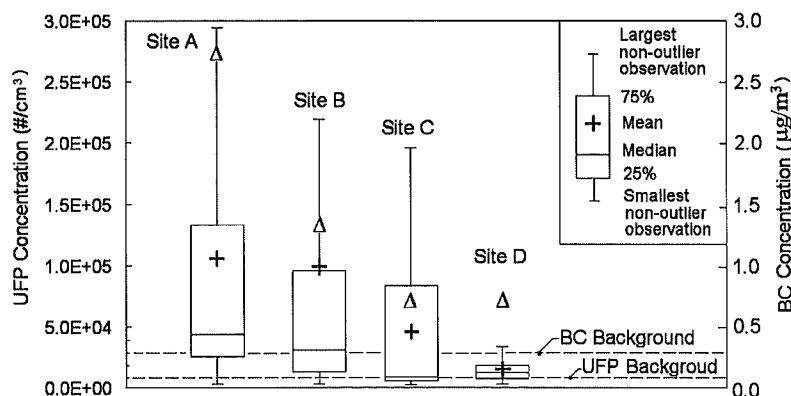 UFP Concentration (#/cm³)
3.0E+05
2.5E+05
2.0E+05
1.5E+05
1.0E+05
5.0E+04
0.0E+00
Site A
Site B
Site C
Site D
Largest
non-outlier
observation
75%
Mean
Median
25%
Smallest
non-outlier
observation
BC Background
UFP Backgroud
3.0
2.5
2.0
1.5
1.0
0.5
0.0
BC Concentration (µg/m³)